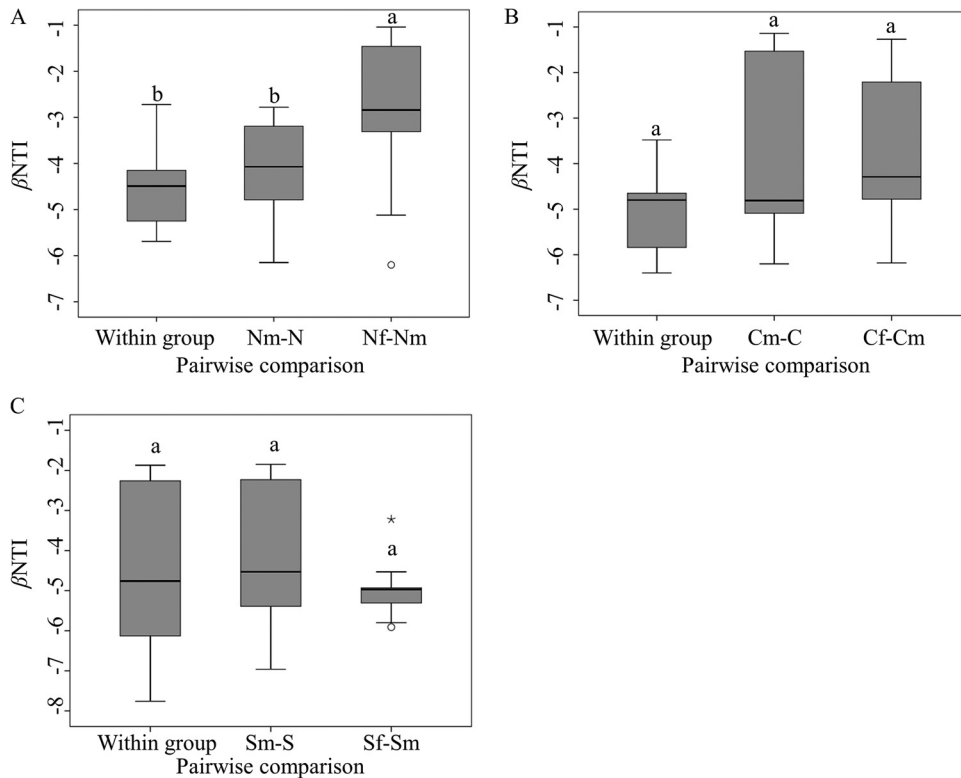 A
βNTI
-1
-2
-3
-4
-5
-6
-7
b
b
a
Within group
Nm-N
Nf-Nm
Pairwise comparison
B
βNTI
-1
-2
-3
-4
-5
-6
-7
a
a
a
Within group
Cm-C
Cf-Cm
Pairwise comparison
C
βNTI
-1
-2
-3
-4
-5
-6
-7
-8
a
a
*
a
Within group
Sm-S
Sf-Sm
Pairwise comparison